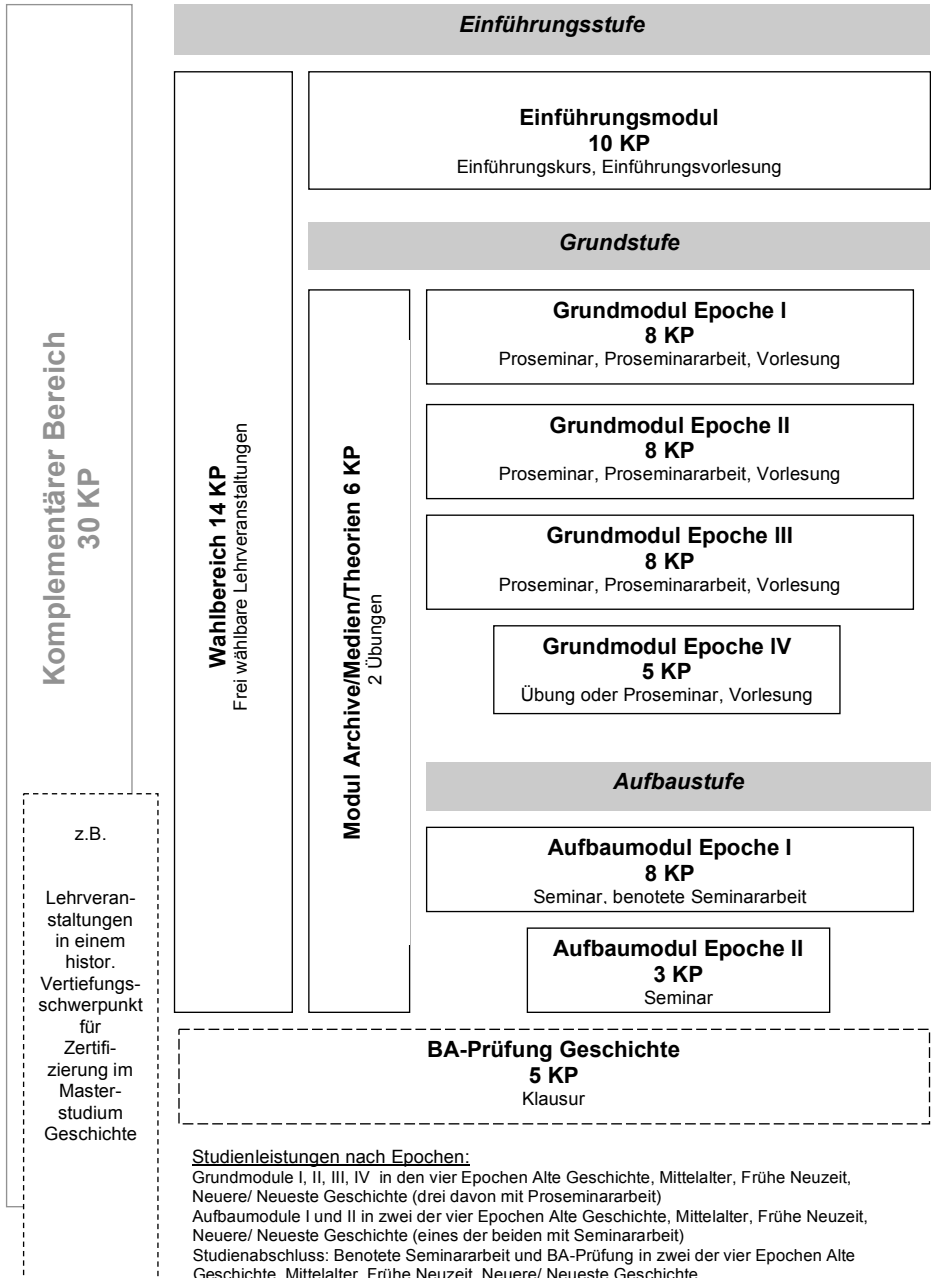 Einführungsstufe
Einführungsmodul
10 KP
Einführungskurs, Einführungsvorlesung
Grundstufe
Komplementärer Bereich
30 KP
Wahlbereich 14 KP
Frei wählbare Lehrveranstaltungen
Modul Archive/Medien/Theorien 6 KP
2 Übungen
Grundmodul Epoche I
8 KP
Proseminar, Proseminararbeit, Vorlesung
Grundmodul Epoche II
8 KP
Proseminar, Proseminararbeit, Vorlesung
Grundmodul Epoche III
8 KP
Proseminar, Proseminararbeit, Vorlesung
Grundmodul Epoche IV
5 KP
Übung oder Proseminar, Vorlesung
Aufbaustufe
Aufbaumodul Epoche I
8 KP
Seminar, benotete Seminararbeit
Aufbaumodul Epoche II
3 KP
Seminar
z.B.
Lehrveran-
staltungen
in einem
histor.
Vertiefungs-
schwerpunkt
für
Zertifi-
zierung im
Master-
studium
Geschichte
BA-Prüfung Geschichte
5 KP
Klausur
Studienleistungen nach Epochen:
Grundmodule I, II, III, IV in den vier Epochen Alte Geschichte, Mittelalter, Frühe Neuzeit,
Neuere/ Neueste Geschichte (drei davon mit Proseminararbeit)
Aufbaumodule I und II in zwei der vier Epochen Alte Geschichte, Mittelalter, Frühe Neuzeit,
Neuere/ Neueste Geschichte (eines der beiden mit Seminararbeit)
Studienabschluss: Benotete Seminararbeit und BA-Prüfung in zwei der vier Epochen Alte
Geschichte, Mittelalter, Frühe Neuzeit, Neuere/ Neueste Geschichte